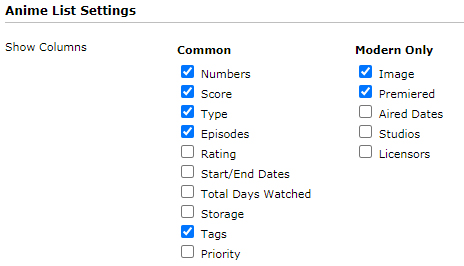 Anime List Settings
Show Columns
Common
Numbers
Score
Type
Episodes
Rating
Start/End Dates
Total Days Watched
Storage
Tags
Priority
Modern Only
Image
Premiered
Aired Dates
Studios
Licensors